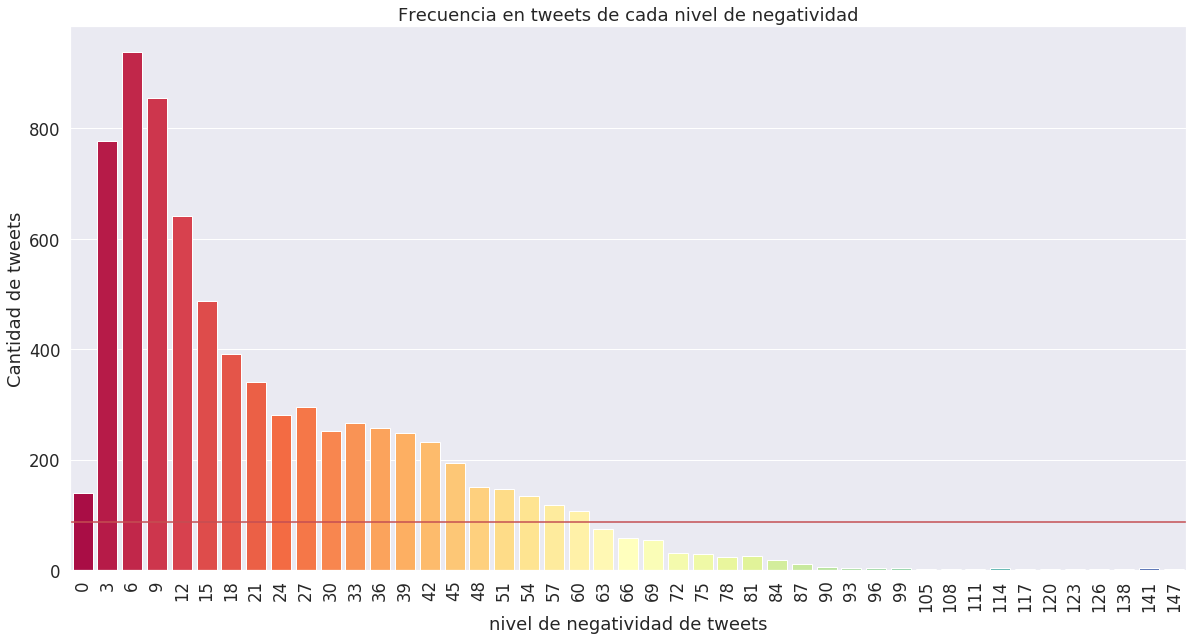 Frecuencia en tweets de cada nivel de negatividad
Cantidad de tweets
800
600
400
200
0
0 3 6 9 12 15 18 21 24 27 30 33 36 39 42 45 48 51 54 57 60 63 66 69 72 75 78 81 84 87 90 93 96 99 105 108 111 114 117 120 123 126 138 141 147
nivel de negatividad de tweets